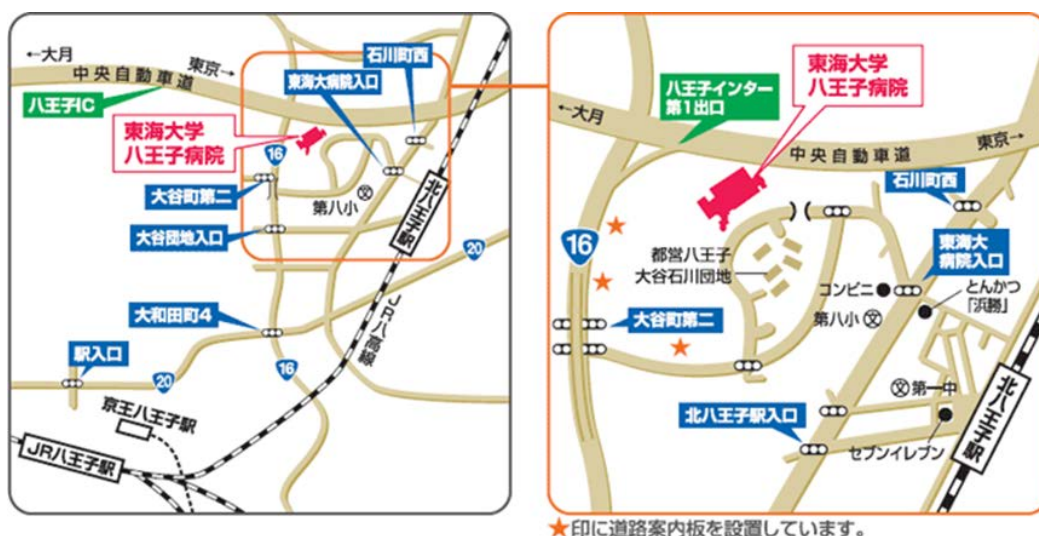 ←大月
東京→
中央自動車道
八王子IC
石川町西
東海大病院入口
東海大学
八王子病院
16
大谷町第二
文
第八小
北八王子駅
大谷団地入口
20
JR八高線
大和田町4
駅入口
20
16
京王八王子駅
JR八王子駅
東海大学
八王子病院
八王子インター
第1出口
←大月
東京→
中央自動車道
石川町西
16
都営八王子
大谷石川団地
東海大
病院入口
コンビニ
とんかつ
「浜勝」
第八小
文
大谷町第二
文
第一中
北八王子駅入口
セブンイレブン
北八王子駅
★印に道路案内板を設置しています。